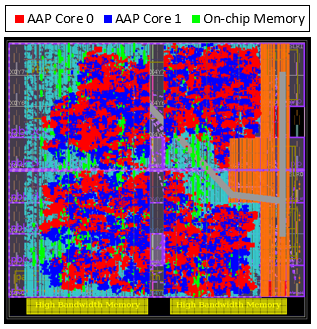 AAP Core 0 AAP Core 1 On-chip Memory
High Bandwidth Memory High Bandwidth Memory